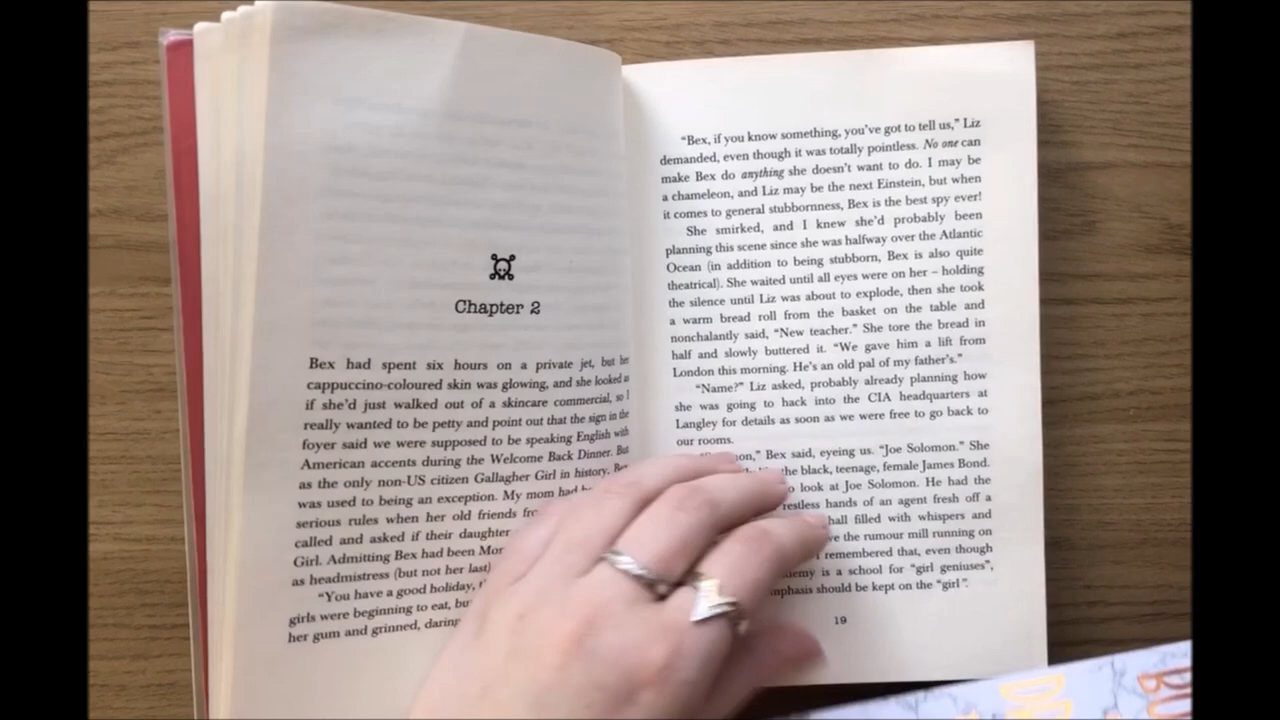 Chapter 2
Bex had spent six hours on a private jet, but her
cappuccino-coloured skin was glowing, and she looked as
if she'd just walked out of a skincare commercial, so I
really wanted to be petty and point out that the sign in the
foyer said we were supposed to be speaking English with
American accents during the Welcome Back Dinner. But
as the only non-US citizen Gallagher Girl in history, Bex
was used to being an exception. My mom had
serious rules when her old friends
called and asked if their daughter
Girl. Admitting Bex had been
as headmistress (but not her last)
"You have a good holiday,
girls were beginning to eat,
her gum and grinned, daring
"Bex, if you know something, you've got to tell us," Liz
demanded, even though it was totally pointless. No one can
make Bex do anything she doesn't want to do. I may be
a chameleon, and Liz may be the next Einstein, but when
it comes to general stubbornness, Bex is the best spy ever!
She smirked, and I knew she'd probably been
planning this scene since she was halfway over the Atlantic
Ocean (in addition to being stubborn, Bex is also quite
theatrical). She waited until all eyes were on her – holding
the silence until Liz was about to explode, then she took
a warm bread roll from the basket on the table and
nonchalantly said, "New teacher." She tore the bread in
half and slowly buttered it. "We gave him a lift from
London this morning. He's an old pal of my father's."
"Name?" Liz asked, probably already planning how
she was going to hack into the CIA headquarters at
Langley for details as soon as we were free to go back to
our rooms.
Bex said, eyeing us. "Joe Solomon." She
the black, teenage, female James Bond.
look at Joe Solomon. He had the
restless hands of an agent fresh off a
hall filled with whispers and
the rumour mill running on
I remembered that, even though
is a school for "girl geniuses",
should be kept on the "girl".
19